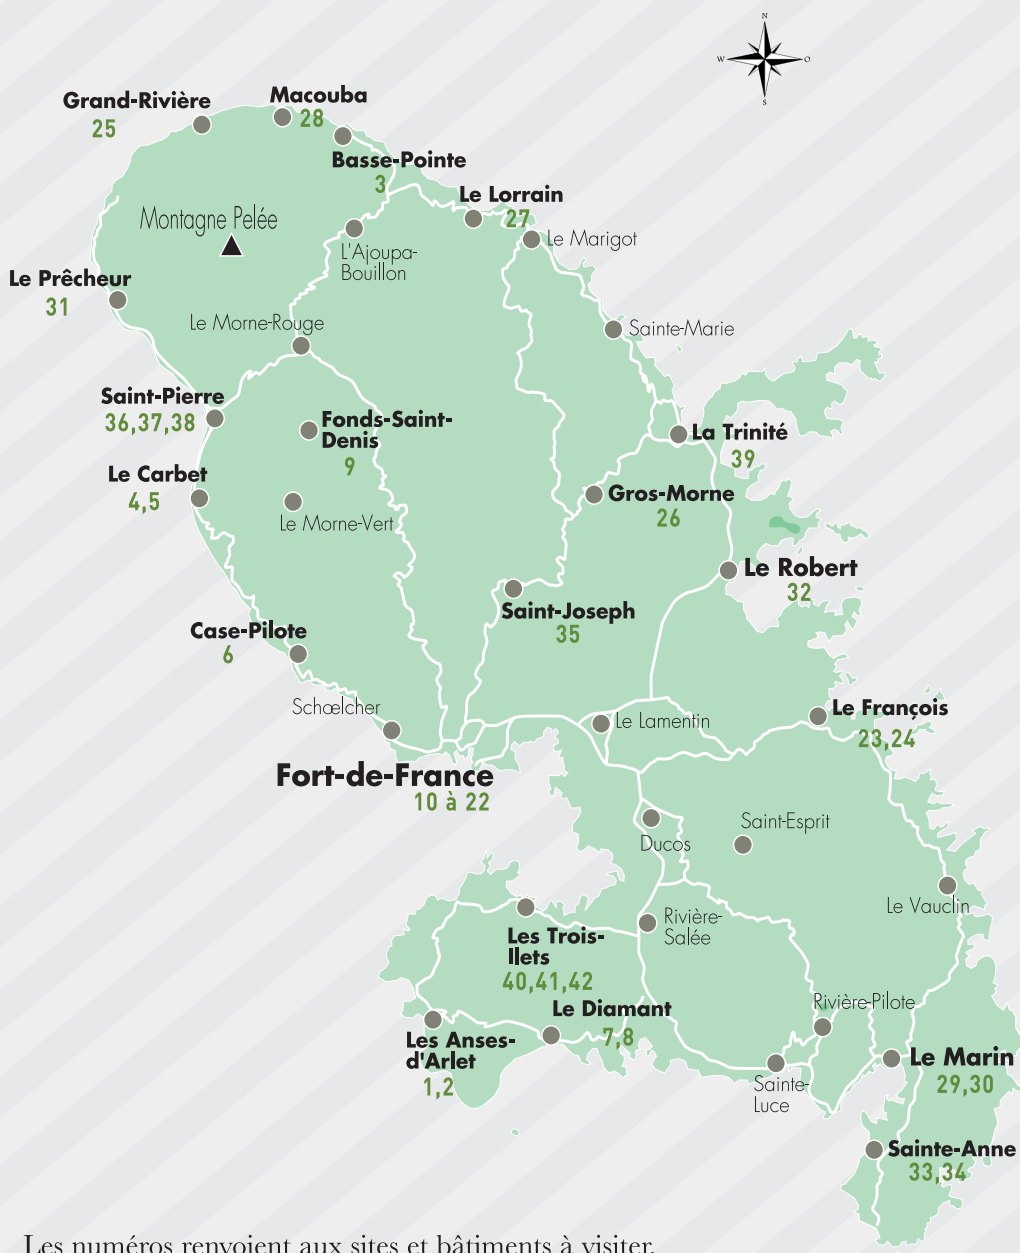 N
W
O
S
Macouba
28
Grand-Rivière
25
Basse-Pointe
3
Le Lorrain
27
Montagne Pelée
Le Marigot
L'Ajoupa-
Bouillon
Le Prêcheur
31
Le Morne-Rouge
Sainte-Marie
Saint-Pierre
36,37,38
Fonds-Saint-
Denis
9
La Trinité
39
Le Carbet
4,5
Gros-Morne
26
Le Morne-Vert
Le Robert
32
Saint-Joseph
35
Case-Pilote
6
Schœlcher
Le Lamentin
Le François
23,24
Fort-de-France
10 à 22
Saint-Esprit
Ducos
Le Vauclin
Rivière-
Salée
Les Trois-
Ilets
40,41,42
Rivière-Pilote
Le Diamant
7,8
Les Anses-
d'Arlet
1,2
Le Marin
29,30
Sainte-
Luce
Sainte-Anne
33,34
Les numéros renvoient aux sites et bâtiments à visiter.